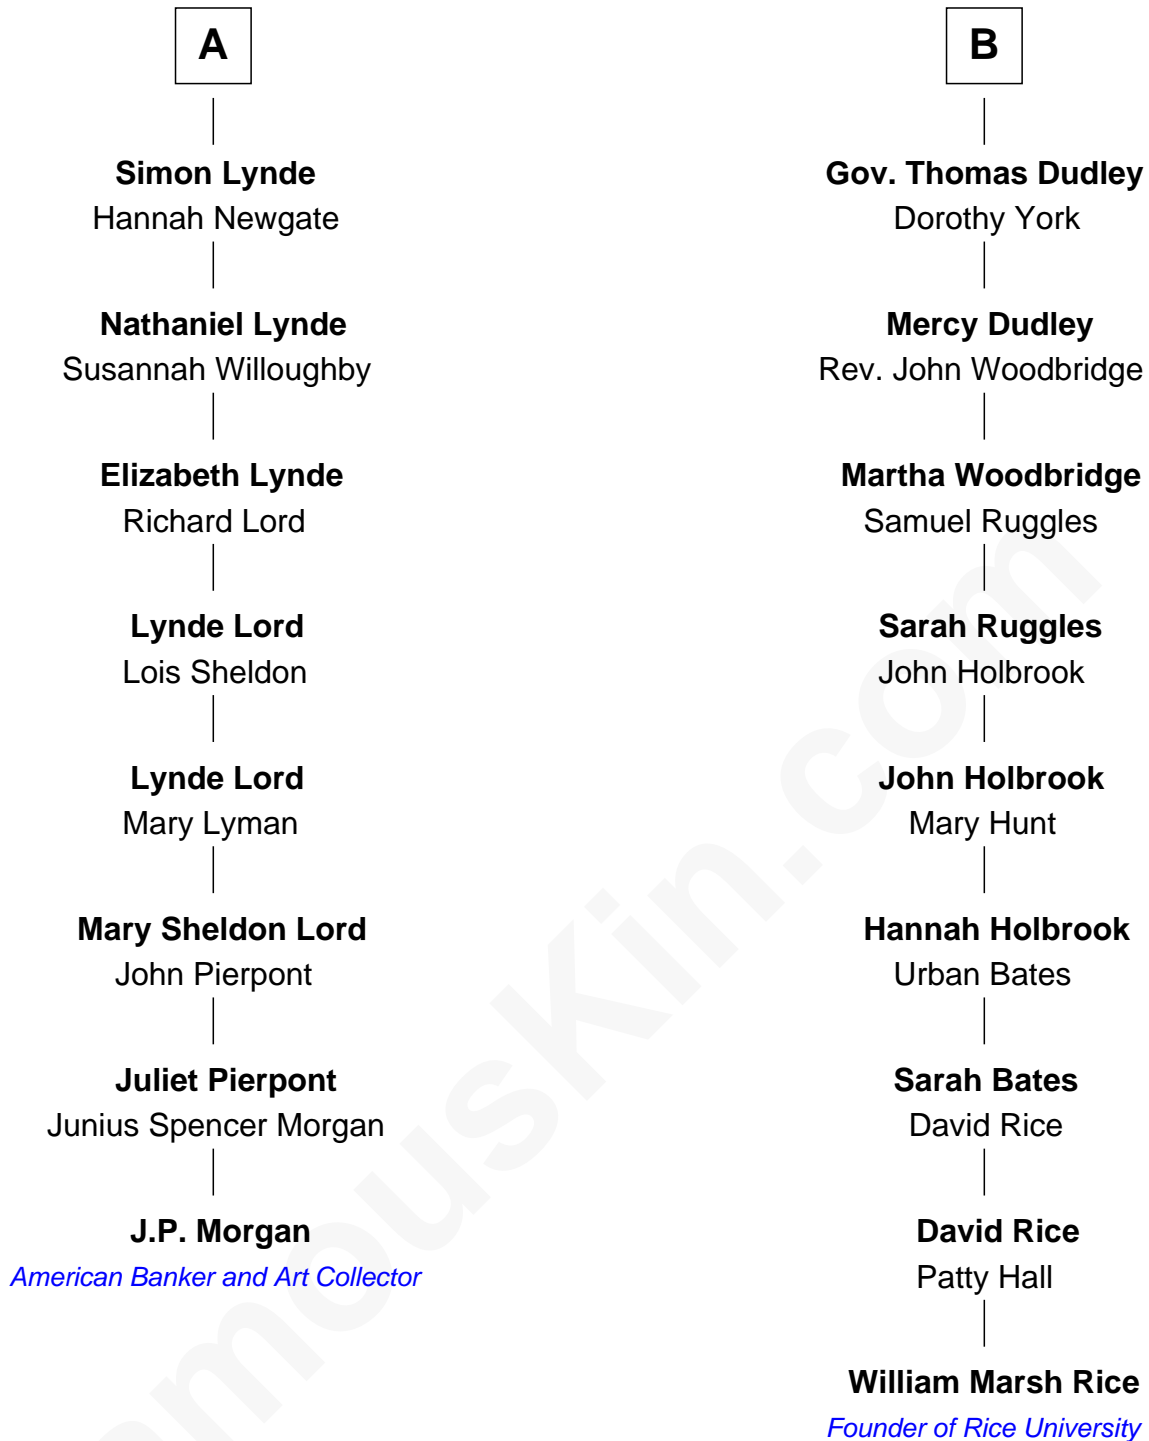 A
Simon Lynde
Hannah Newgate
Nathaniel Lynde
Susannah Willoughby
Elizabeth Lynde
Richard Lord
Lynde Lord
Lois Sheldon
Lynde Lord
Mary Lyman
Mary Sheldon Lord
John Pierpont
Juliet Pierpont
Junius Spencer Morgan
J.P. Morgan
American Banker and Art Collector
B
Gov. Thomas Dudley
Dorothy York
Mercy Dudley
Rev. John Woodbridge
Martha Woodbridge
Samuel Ruggles
Sarah Ruggles
John Holbrook
John Holbrook
Mary Hunt
Hannah Holbrook
Urban Bates
Sarah Bates
David Rice
David Rice
Patty Hall
William Marsh Rice
Founder of Rice University
amouskin.com